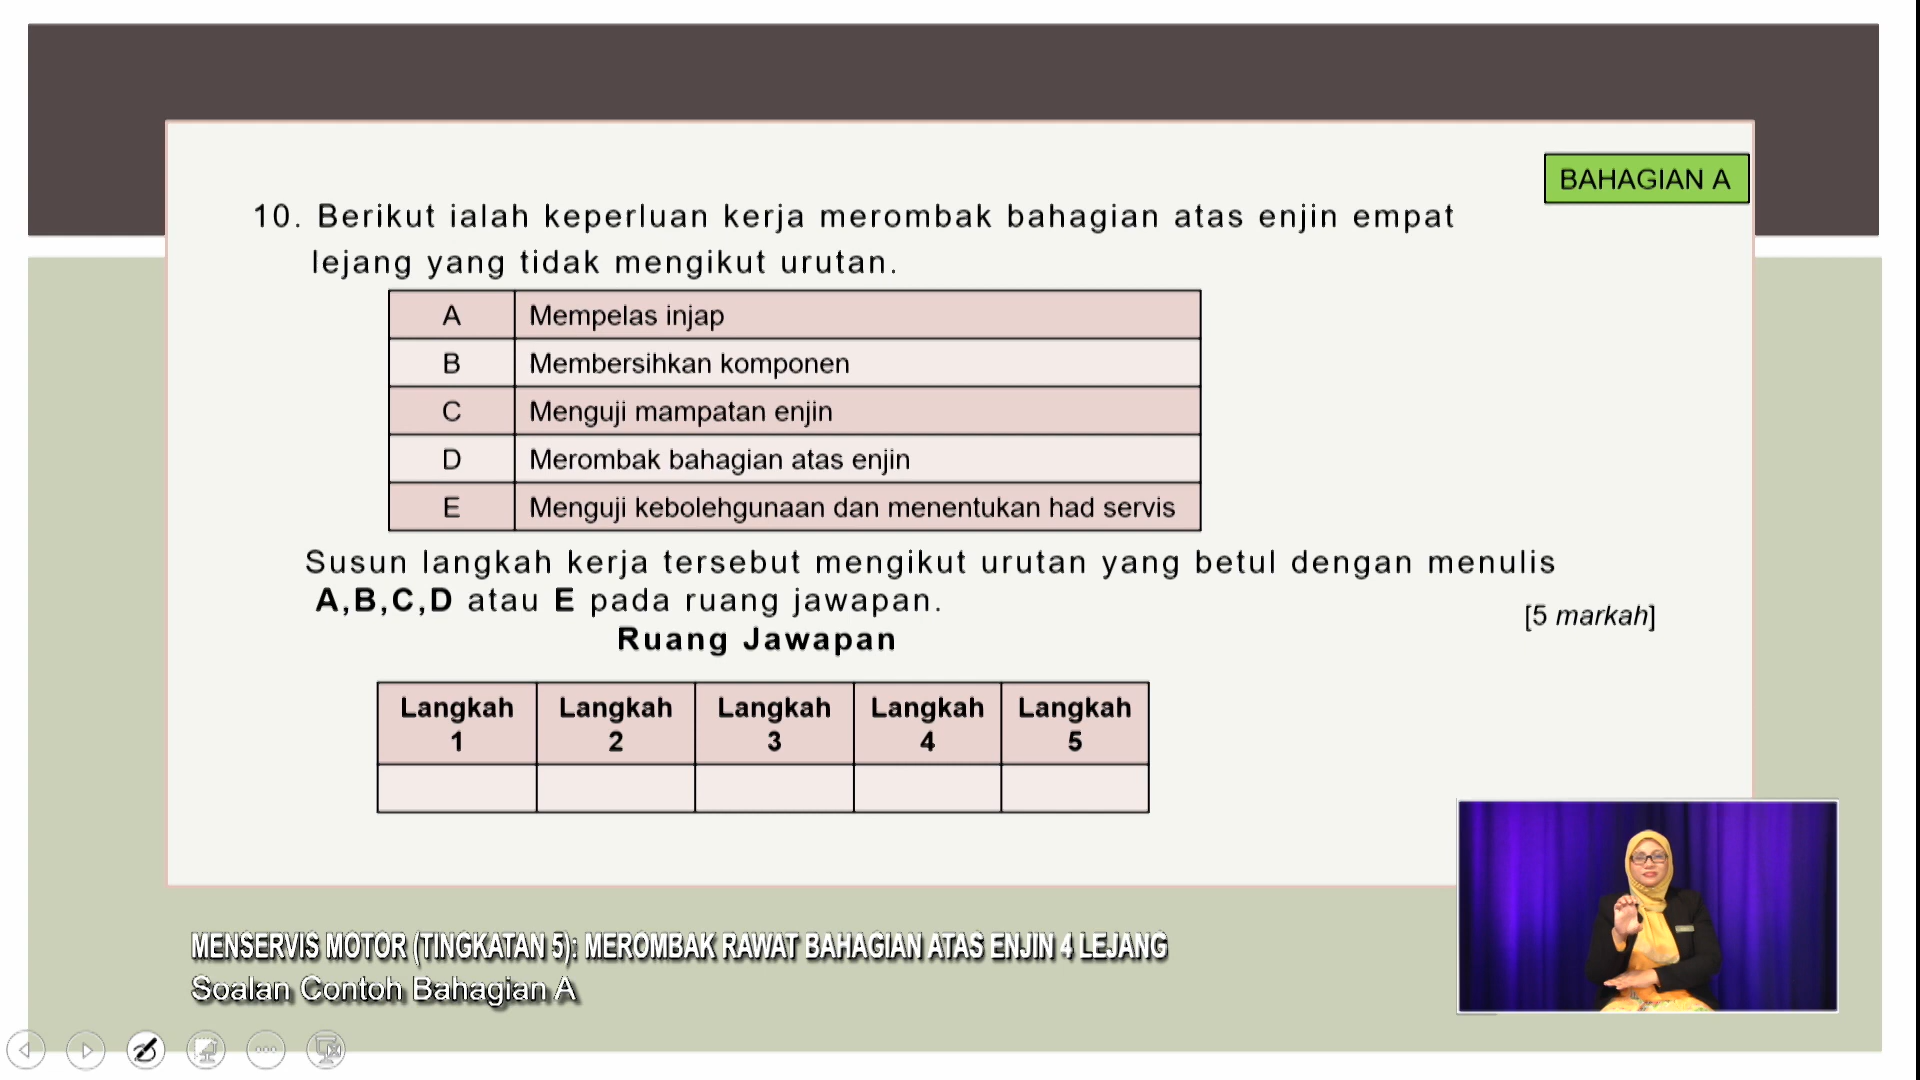 BAHAGIAN A
10. Berikut ialah keperluan kerja merombak bahagian atas enjin empat
lejang yang tidak mengikut urutan.
A Mempelas injap
B Membersihkan komponen
C Menguji mampatan enjin
D Merombak bahagian atas enjin
E Menguji kebolehgunaan dan menentukan had servis
Susun langkah kerja tersebut mengikut urutan yang betul dengan menulis
A,B,C,D atau E pada ruang jawapan.
[5 markah]
Ruang Jawapan
Langkah 1 Langkah 2 Langkah 3 Langkah 4 Langkah 5
MENSERVIS MOTOR (TINGKATAN 5): MEROMBAK RAWAT BAHAGIAN ATAS ENJIN 4 LEJANG
Soalan Contoh Bahagian A